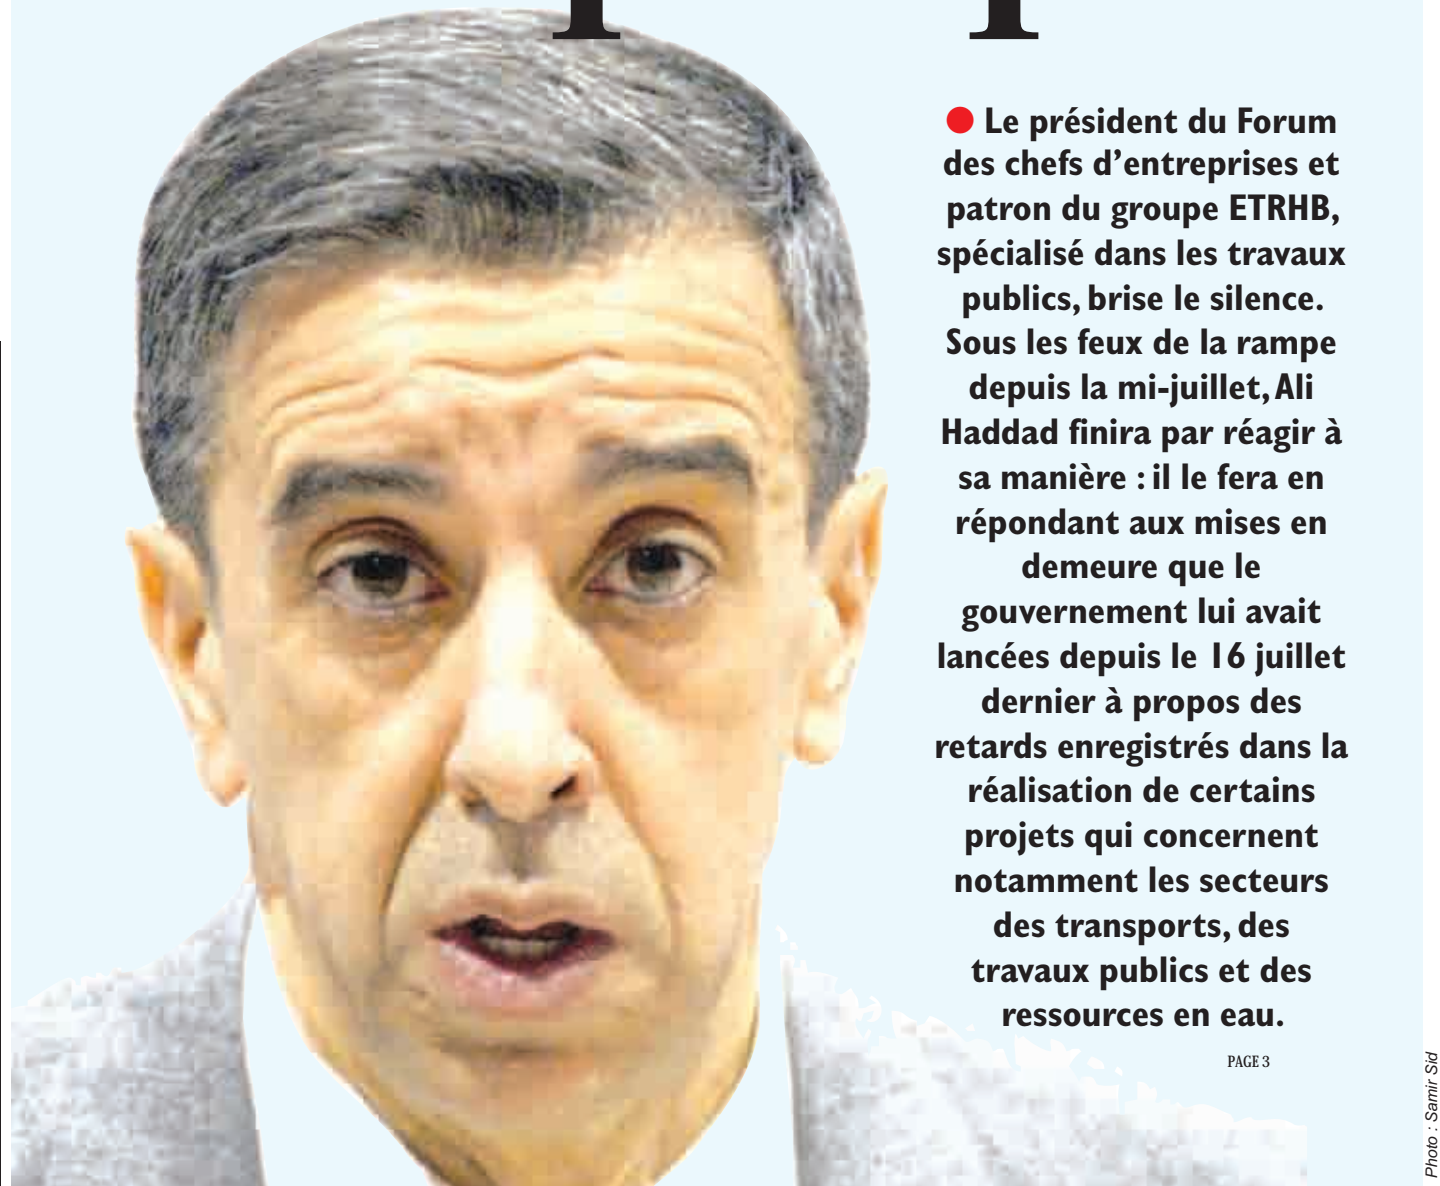 ● Le président du Forum
des chefs d’entreprises et
patron du groupe ETRHB,
spécialisé dans les travaux
publics, brise le silence.
Sous les feux de la rampe
depuis la mi-juillet, Ali
Haddad finira par réagir à
sa manière : il le fera en
répondant aux mises en
demeure que le
gouvernement lui avait
lancées depuis le 16 juillet
dernier à propos des
retards enregistrés dans la
réalisation de certains
projets qui concernent
notamment les secteurs
des transports, des
travaux publics et des
ressources en eau.
PAGE 3
Photo : Samir Sid